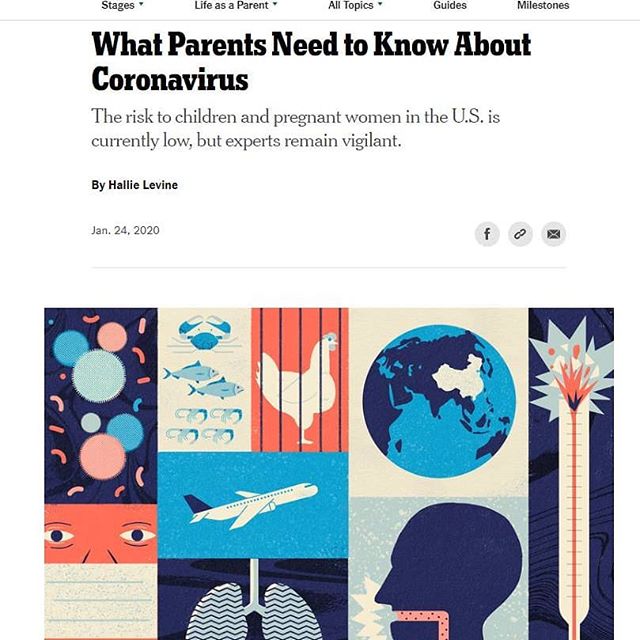 Stages Life as a Parent All Topics Guides Milestones
What Parents Need to Know About
Coronavirus
The risk to children and pregnant women in the U.S. is
currently low, but experts remain vigilant.
By Hallie Levine
Jan. 24, 2020